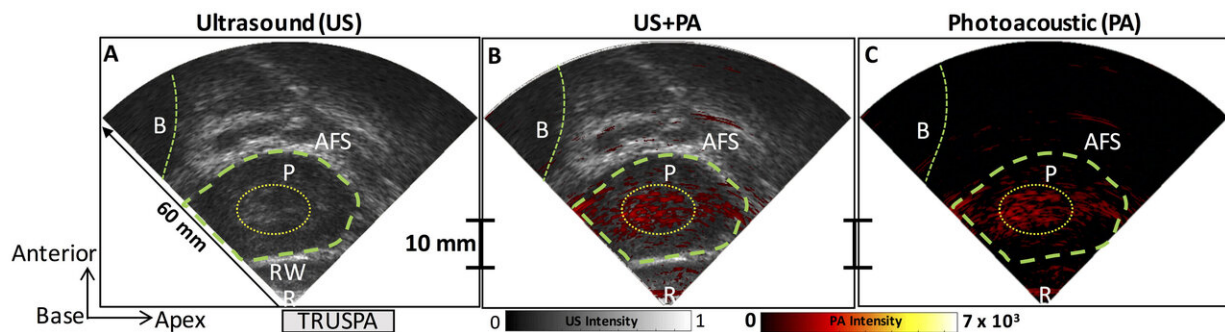 Ultrasound (US)
US+PA
Photoacoustic (PA)
A
B
AFS
P
RW
R
60 mm
Anterior
Base
Apex
TRUSPA
B
B
AFS
P
R
10 mm
0
US Intensity
1
C
B
AFS
P
R
0
PA Intensity
7 x 10³